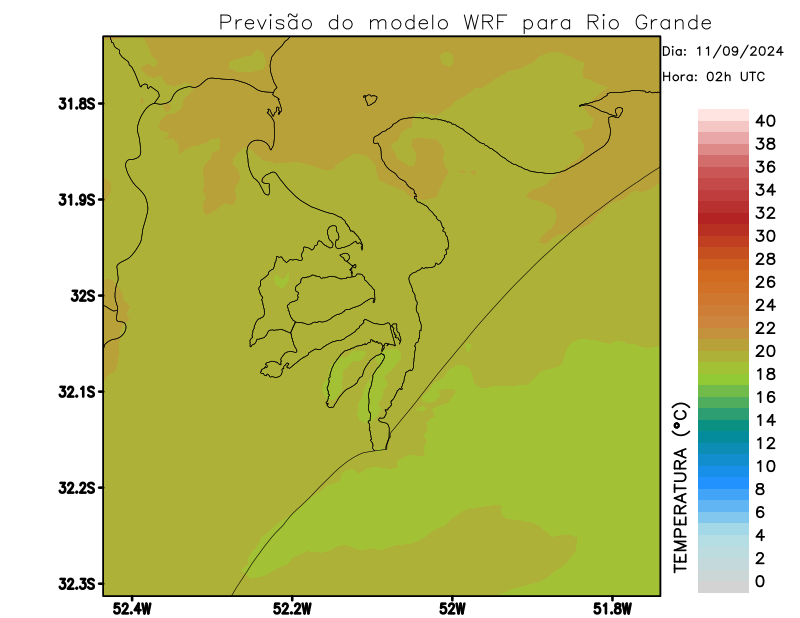 Previsão do modelo WRF para Rio Grande
Dia: 11/09/2024
Hora: 02h UTC
31.8S
31.9S
32S
32.1S
32.2S
32.3S
52.4W
52.2W
52W
51.8W
TEMPERATURA (°C)
40
38
36
34
32
30
28
26
24
22
20
18
16
14
12
10
8
6
4
2
0